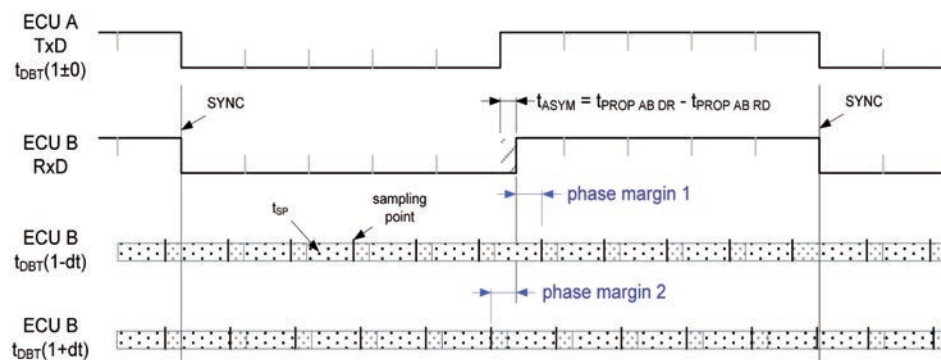 ECU A
TxD
tDBT(1±0)
SYNC
tASYM = tPROP AB DR - tPROP AB RD
SYNC
ECU B
RxD
phase margin 1
tSP
sampling
point
ECU B
tDBT(1-dt)
phase margin 2
ECU B
tDBT(1+dt)